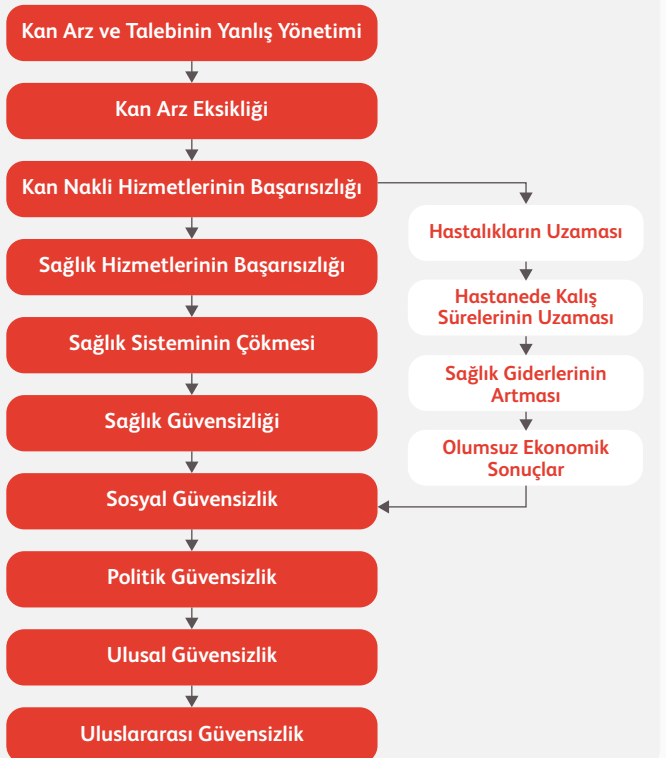 Kan Arz ve Talebinin Yanlış Yönetimi
Kan Arz Eksikliği
Kan Nakli Hizmetlerinin Başarısızlığı
Sağlık Hizmetlerinin Başarısızlığı
Sağlık Sisteminin Çökmesi
Sağlık Güvensizliği
Sosyal Güvensizlik
Politik Güvensizlik
Ulusal Güvensizlik
Uluslararası Güvensizlik
Hastalıkların Uzaması
Hastanede Kalış
Sürelerinin Uzaması
Sağlık Giderlerinin
Artması
Olumsuz Ekonomik
Sonuçlar